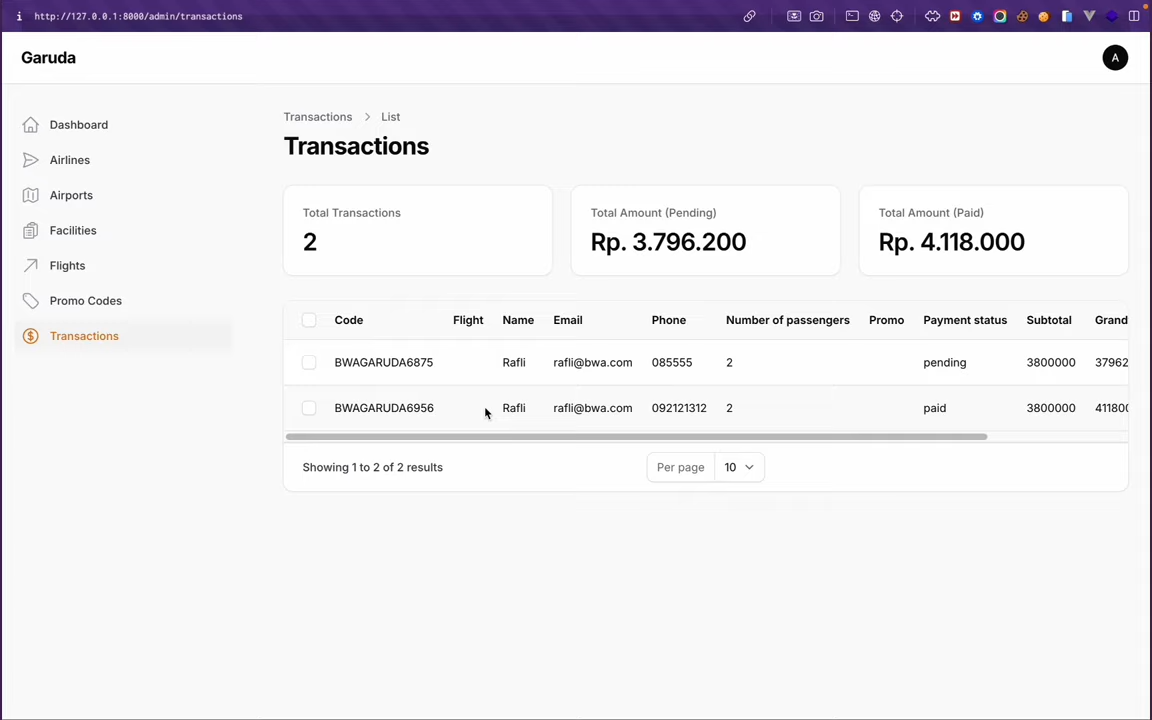 http://127.0.0.1:8000/admin/transactions
Garuda
A
Dashboard
Airlines
Airports
Facilities
Flights
Promo Codes
Transactions
Transactions > List
Transactions
Total Transactions
2
Total Amount (Pending)
Rp. 3.796.200
Total Amount (Paid)
Rp. 4.118.000
Code Flight Name Email Phone Number of passengers Promo Payment status Subtotal Grand
BWAGARUDA6875 Rafli rafli@bwa.com 085555 2 pending 3800000 37962
BWAGARUDA6956 Rafli rafli@bwa.com 092121312 2 paid 3800000 411800
Showing 1 to 2 of 2 results
Per page 10